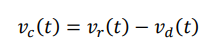 v_c(t) = v_r(t) − v_d(t)